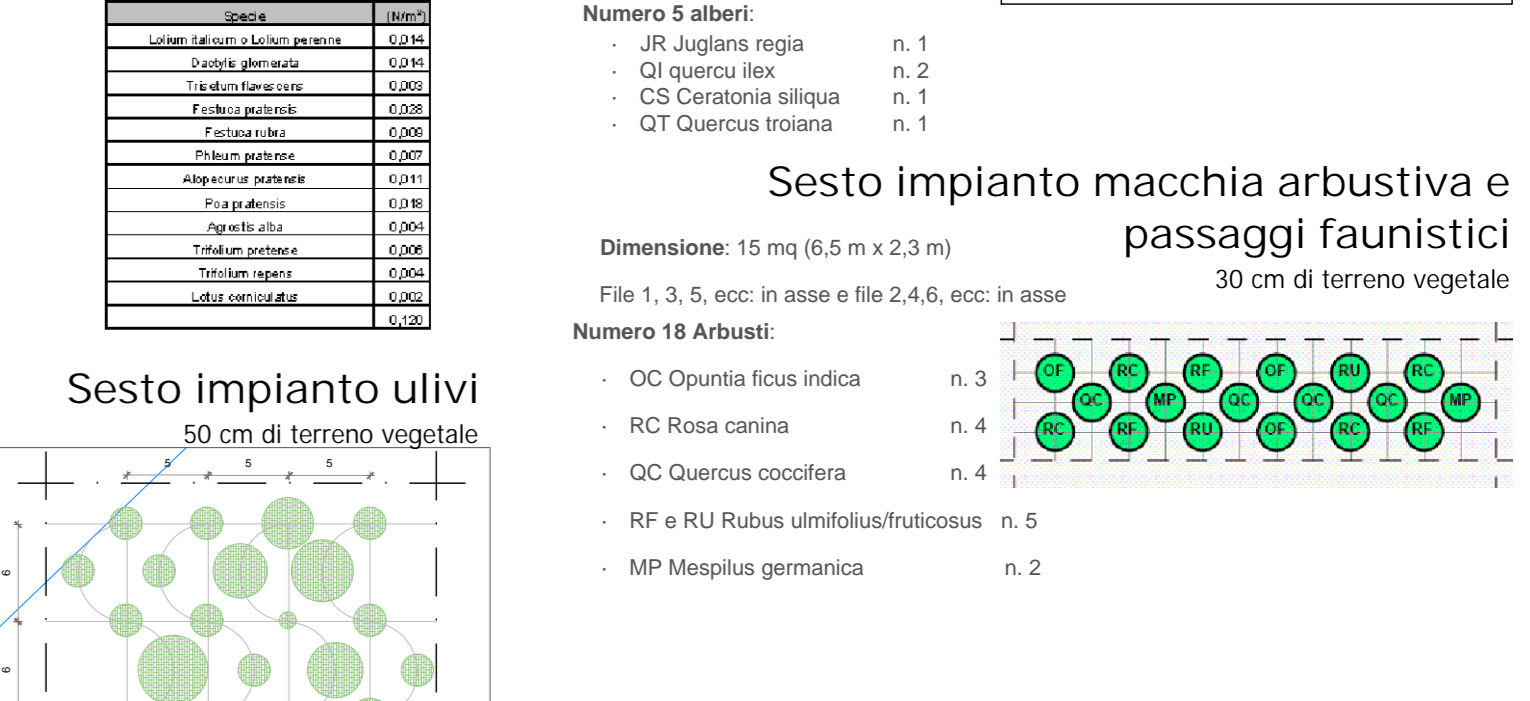 Specie (N/m²)
Lolium italicum o Lolium perenne 0,014
Dactylis glomerata 0,014
Trisetum flavescens 0,003
Festuca pratensis 0,028
Festuca rubra 0,009
Phleum pratense 0,007
Alopecurus pratensis 0,011
Poa pratensis 0,018
Agrostis alba 0,004
Trifolium pretense 0,006
Trifolium repens 0,004
Lotus corniculatus 0,002
0,120
Sesto impianto ulivi
50 cm di terreno vegetale
5 5 5
6
6
Numero 5 alberi:
· JR Juglans regia n. 1
· QI quercu ilex n. 2
· CS Ceratonia siliqua n. 1
· QT Quercus troiana n. 1
Sesto impianto macchia arbustiva e
passaggi faunistici
30 cm di terreno vegetale
Dimensione: 15 mq (6,5 m x 2,3 m)
File 1, 3, 5, ecc: in asse e file 2,4,6, ecc: in asse
Numero 18 Arbusti:
· OC Opuntia ficus indica n. 3
· RC Rosa canina n. 4
· QC Quercus coccifera n. 4
· RF e RU Rubus ulmifolius/fruticosus n. 5
· MP Mespilus germanica n. 2
OF RC RF OF RU RC
QC MP QC QC QC MP
RC RF RU OF RC RF